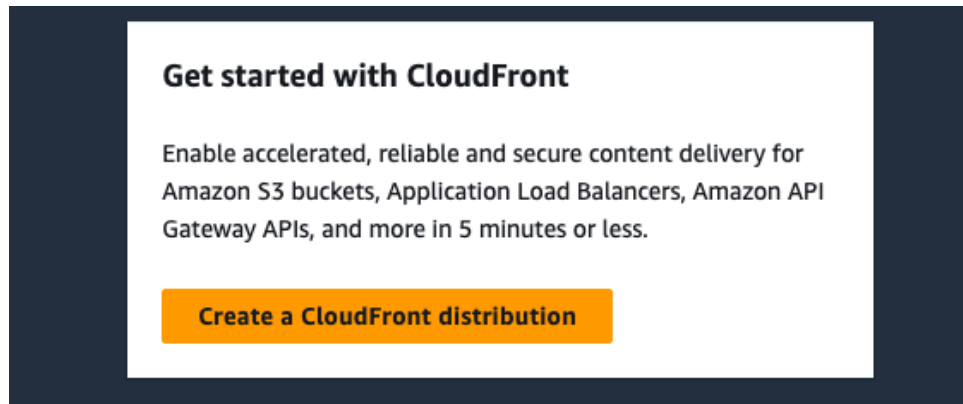 Get started with CloudFront
Enable accelerated, reliable and secure content delivery for
Amazon S3 buckets, Application Load Balancers, Amazon API
Gateway APIs, and more in 5 minutes or less.
Create a CloudFront distribution